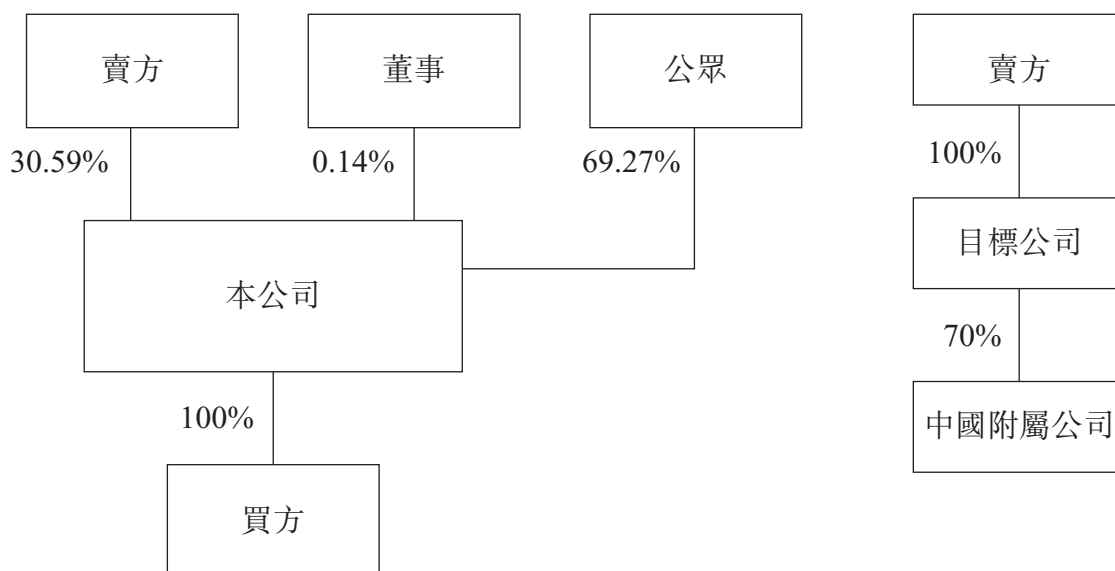 賣方
董事
公眾
賣方
30.59%
0.14%
69.27%
100%
目標公司
本公司
70%
100%
中國附屬公司
買方